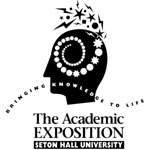 BRINGING KNOWLEDGE TO LIFE
The Academic
EXPOSITION
SETON HALL UNIVERSITY